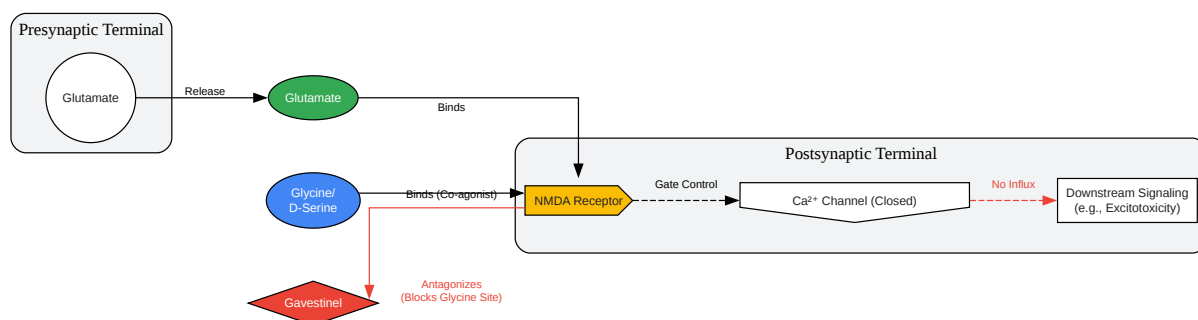 Presynaptic Terminal
Glutamate
Release
Glutamate
Binds
Postsynaptic Terminal
Glycine/
D-Serine
Binds (Co-agonist)
NMDA Receptor
Gate Control
Ca²⁺ Channel (Closed)
No Influx
Downstream Signaling
(e.g., Excitotoxicity)
Gavestinel
Antagonizes
(Blocks Glycine Site)